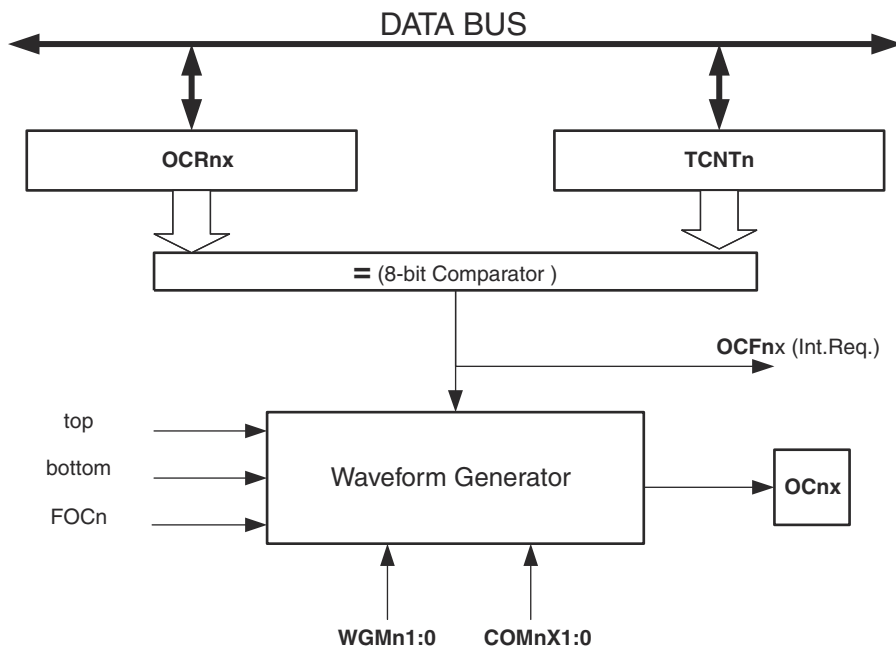 DATA BUS
OCRnx
TCNTn
= (8-bit Comparator )
OCFnx (Int.Req.)
top
bottom
FOCn
Waveform Generator
OCnx
WGMn1:0
COMnX1:0